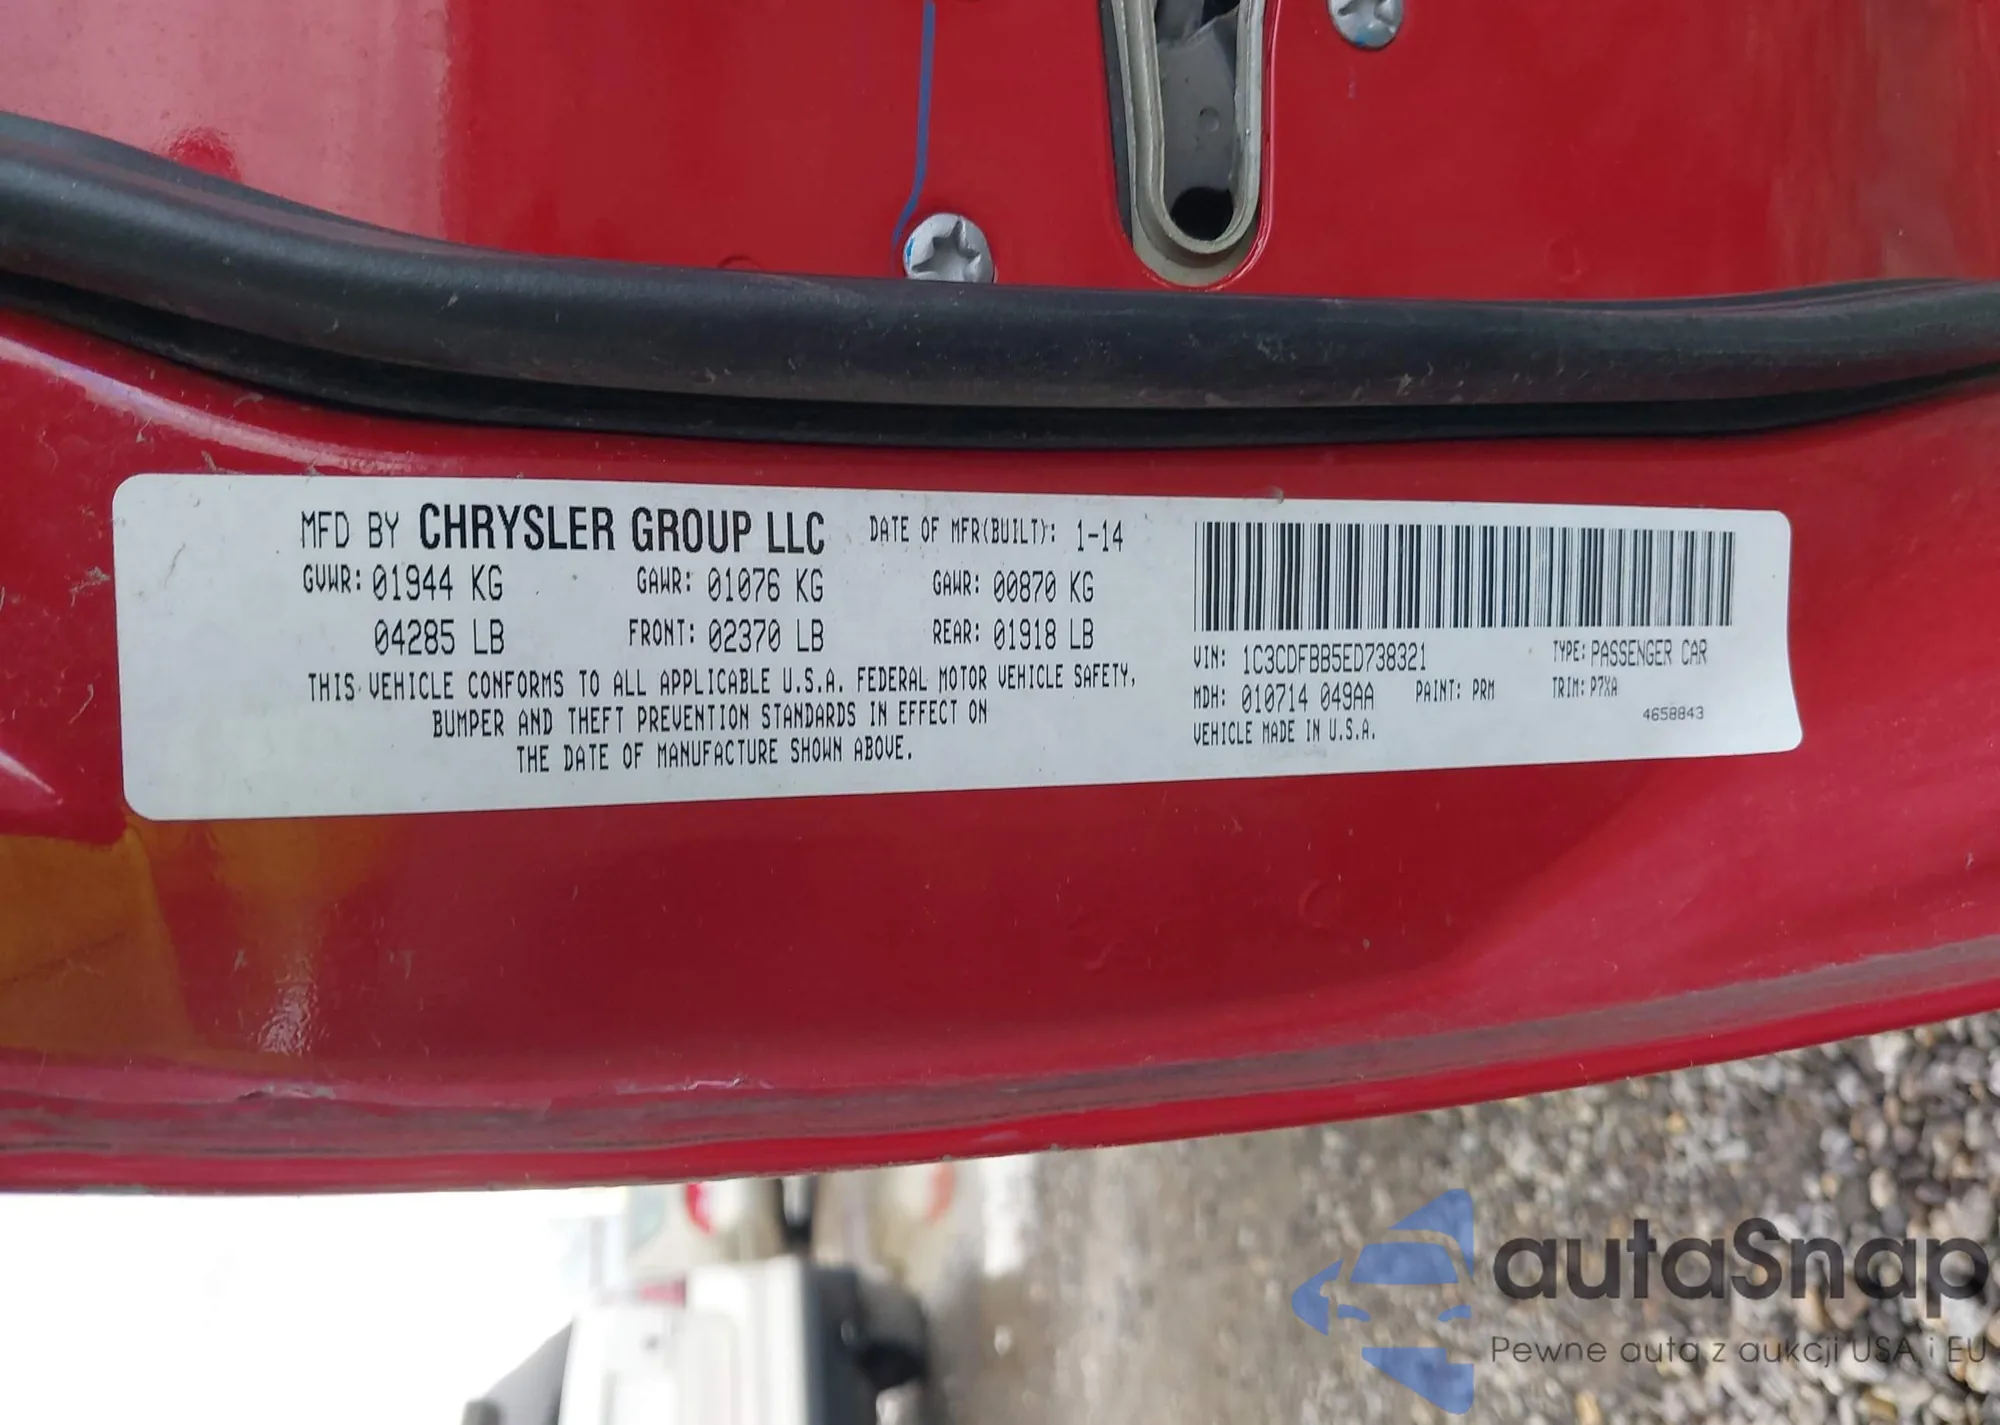 MFD BY CHRYSLER GROUP LLC DATE OF MFR(BUILT): 1-14
GVWR: 01944 KG GAWR: 01076 KG GAWR: 00870 KG
04285 LB FRONT: 02370 LB REAR: 01918 LB
THIS VEHICLE CONFORMS TO ALL APPLICABLE U.S.A. FEDERAL MOTOR VEHICLE SAFETY,
BUMPER AND THEFT PREVENTION STANDARDS IN EFFECT ON
THE DATE OF MANUFACTURE SHOWN ABOVE.
VIN: 1C3CDFBB5ED738321 TYPE: PASSENGER CAR
MDH: 010714 049AA PAINT: PRM TRIM: P7XA
4658843
VEHICLE MADE IN U.S.A.
autaSnap
Pewne auta z aukcji USA i EU